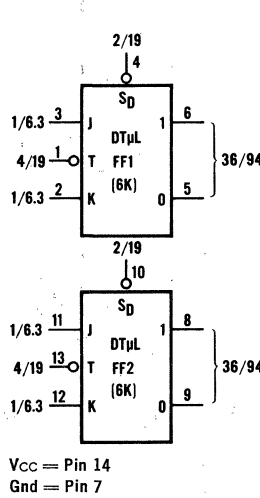 2/19
4
S_D
1/6.3 3 J 1 6
DTμL
4/19 1 T FF1 36/94
1/6.3 2 K (6K) 0 5
2/19
10
S_D
1/6.3 11 J 1 8
DTμL
4/19 13 T FF2 36/94
1/6.3 12 K (6K) 0 9
VCC = Pin 14
Gnd = Pin 7